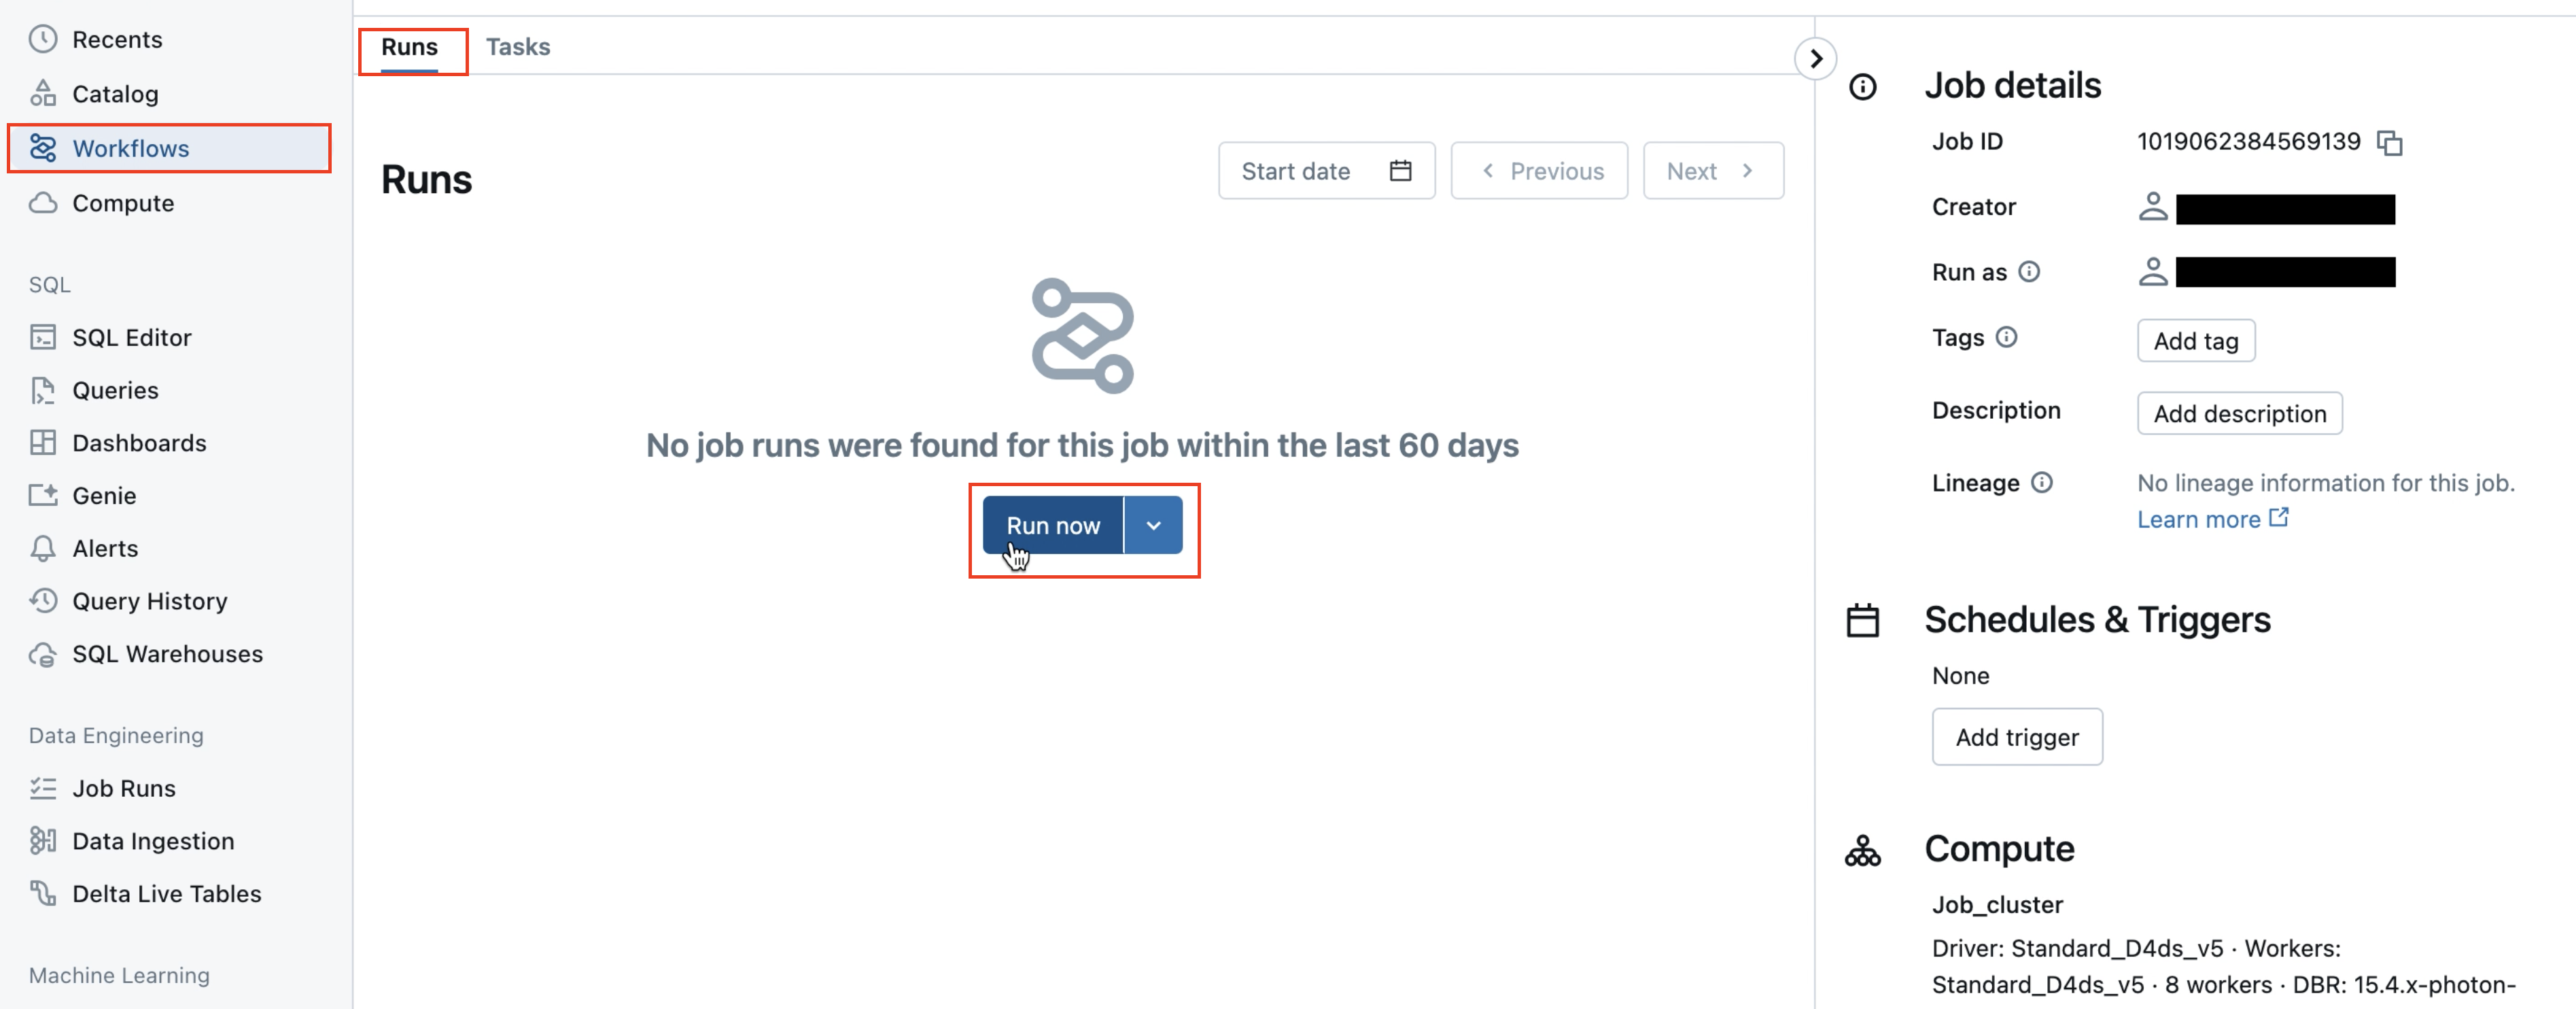 Recents
Catalog
Workflows
Compute
SQL
SQL Editor
Queries
Dashboards
Genie
Alerts
Query History
SQL Warehouses
Data Engineering
Job Runs
Data Ingestion
Delta Live Tables
Machine Learning
Runs Tasks
Runs
Start date Previous Next
No job runs were found for this job within the last 60 days
Run now
Job details
Job ID 1019062384569139
Creator
Run as
Tags Add tag
Description Add description
Lineage No lineage information for this job.
Learn more
Schedules & Triggers
None
Add trigger
Compute
Job_cluster
Driver: Standard_D4ds_v5 · Workers:
Standard_D4ds_v5 · 8 workers · DBR: 15.4.x-photon-